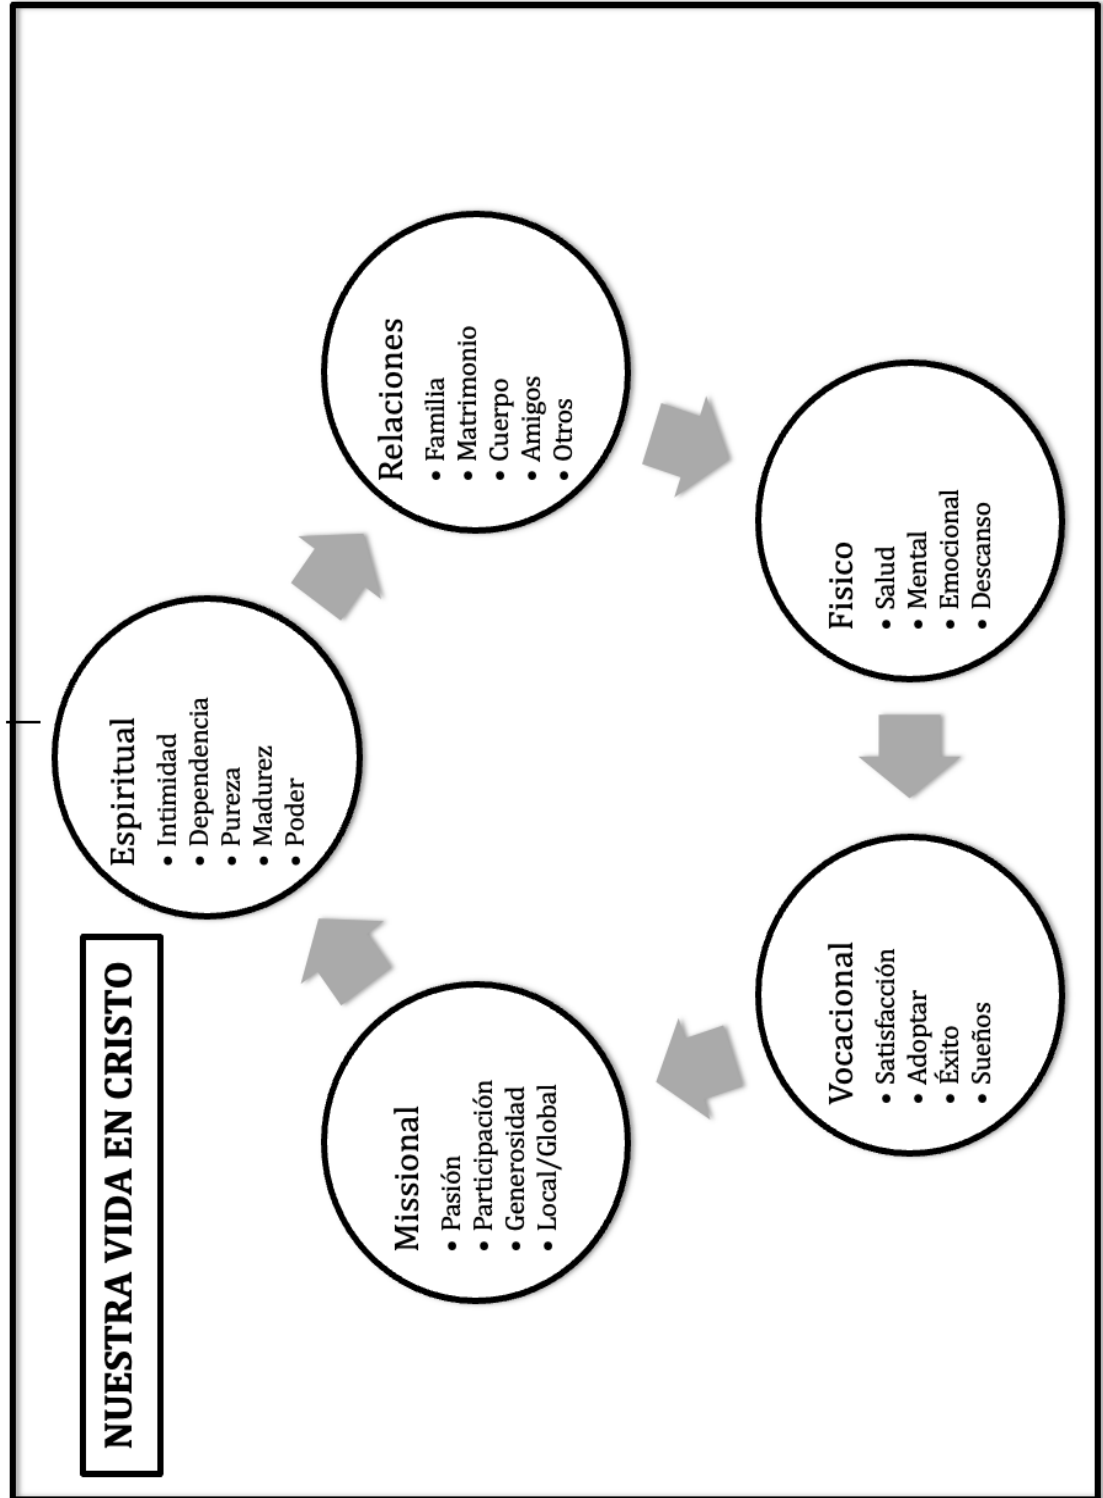 NUESTRA VIDA EN CRISTO
Espiritual
• Intimidad
• Dependencia
• Pureza
• Madurez
• Poder
Relaciones
• Familia
• Matrimonio
• Cuerpo
• Amigos
• Otros
Fisico
• Salud
• Mental
• Emocional
• Descanso
Vocacional
• Satisfacción
• Adoptar
• Éxito
• Sueños
Missional
• Pasión
• Participación
• Generosidad
• Local/Global